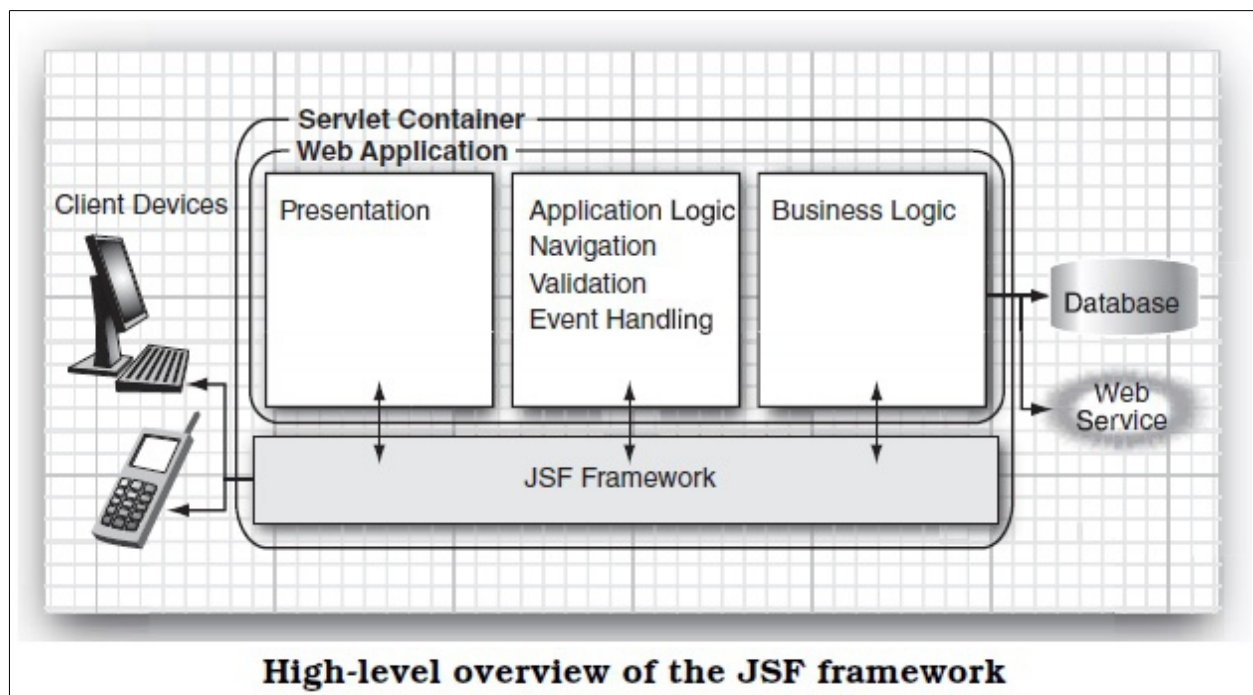 Servlet Container
Web Application
Client Devices
Presentation
Application Logic
Navigation
Validation
Event Handling
Business Logic
Database
Web
Service
JSF Framework
High-level overview of the JSF framework